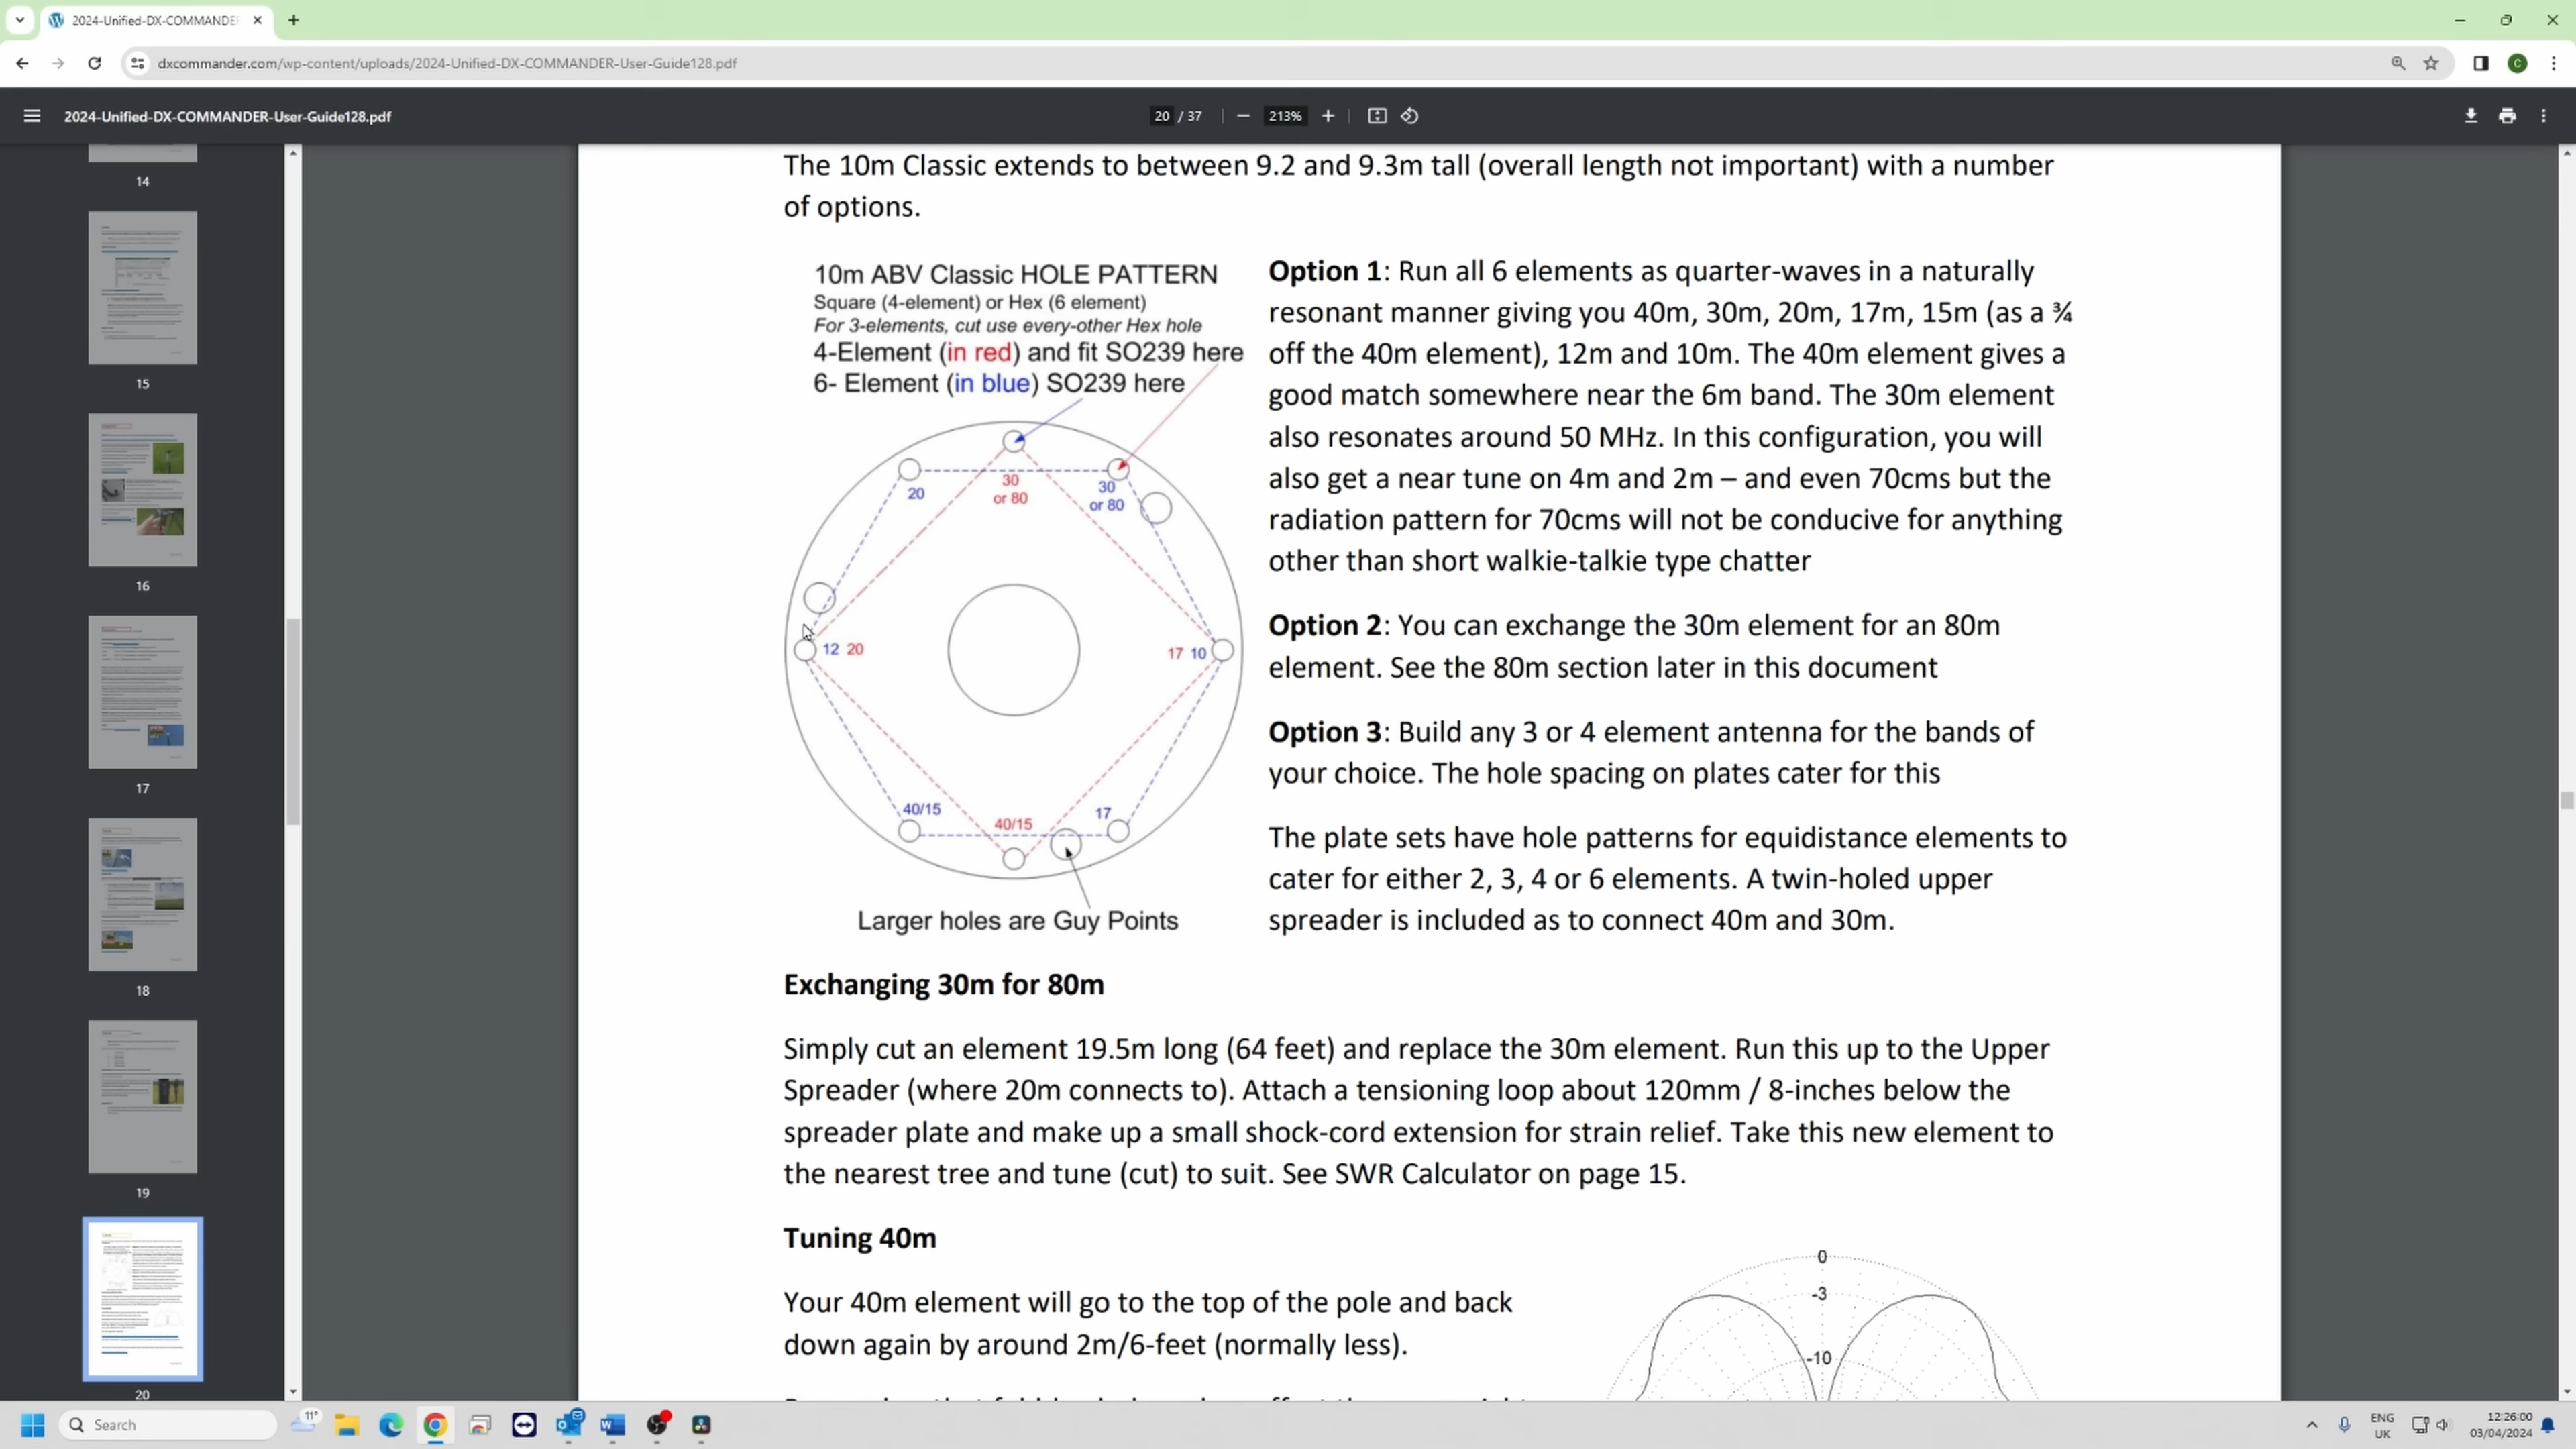 2024-Unified-DX-COMMANDER
dxcommander.com/wp-content/uploads/2024-Unified-DX-COMMANDER-User-Guide128.pdf
C
2024-Unified-DX-COMMANDER-User-Guide128.pdf
20 / 37
213%
14
15
16
17
18
19
20
The 10m Classic extends to between 9.2 and 9.3m tall (overall length not important) with a number
of options.
10m ABV Classic HOLE PATTERN
Square (4-element) or Hex (6 element)
For 3-elements, cut use every-other Hex hole
4-Element (in red) and fit SO239 here
6- Element (in blue) SO239 here
20
30
or 80
30
or 80
12 20
17 10
40/15
40/15
17
Larger holes are Guy Points
Option 1: Run all 6 elements as quarter-waves in a naturally
resonant manner giving you 40m, 30m, 20m, 17m, 15m (as a ¾
off the 40m element), 12m and 10m. The 40m element gives a
good match somewhere near the 6m band. The 30m element
also resonates around 50 MHz. In this configuration, you will
also get a near tune on 4m and 2m – and even 70cms but the
radiation pattern for 70cms will not be conducive for anything
other than short walkie-talkie type chatter
Option 2: You can exchange the 30m element for an 80m
element. See the 80m section later in this document
Option 3: Build any 3 or 4 element antenna for the bands of
your choice. The hole spacing on plates cater for this
The plate sets have hole patterns for equidistance elements to
cater for either 2, 3, 4 or 6 elements. A twin-holed upper
spreader is included as to connect 40m and 30m.
Exchanging 30m for 80m
Simply cut an element 19.5m long (64 feet) and replace the 30m element. Run this up to the Upper
Spreader (where 20m connects to). Attach a tensioning loop about 120mm / 8-inches below the
spreader plate and make up a small shock-cord extension for strain relief. Take this new element to
the nearest tree and tune (cut) to suit. See SWR Calculator on page 15.
Tuning 40m
Your 40m element will go to the top of the pole and back
down again by around 2m/6-feet (normally less).
0
-3
-10
Search
11°
ENG
UK
12:26:00
03/04/2024